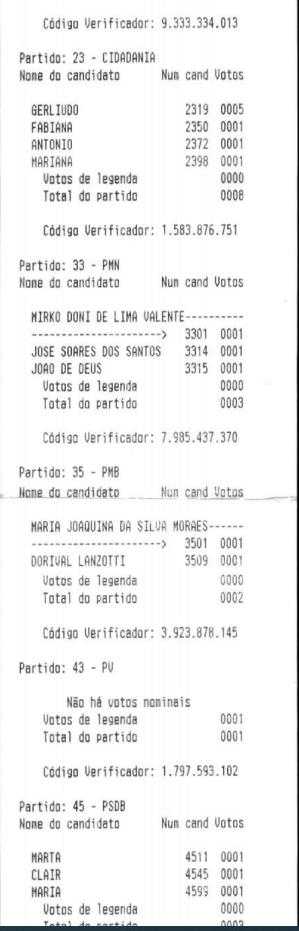 Código Verificador: 9.333.334.013
Partido: 23 - CIDADANIA
Nome do candidato Num cand Votos
GERLIUDO 2319 0005
FABIANA 2350 0001
ANTONIO 2372 0001
MARIANA 2398 0001
Votos de legenda 0000
Total do partido 0008
Código Verificador: 1.583.876.751
Partido: 33 - PMN
Nome do candidato Num cand Votos
MIRKO DONI DE LIMA VALENTE----------
----------------------> 3301 0001
JOSE SOARES DOS SANTOS 3314 0001
JOAO DE DEUS 3315 0001
Votos de legenda 0000
Total do partido 0003
Código Verificador: 7.985.437.370
Partido: 35 - PMB
Nome do candidato Num cand Votos
MARIA JOAQUINA DA SILVA MORAES------
----------------------> 3501 0001
DORIVAL LANZOTTI 3509 0001
Votos de legenda 0000
Total do partido 0002
Código Verificador: 3.923.878.145
Partido: 43 - PV
Não há votos nominais
Votos de legenda 0001
Total do partido 0001
Código Verificador: 1.797.593.102
Partido: 45 - PSDB
Nome do candidato Num cand Votos
MARTA 4511 0001
CLAIR 4545 0001
MARIA 4599 0001
Votos de legenda 0000
Total do partido 0003